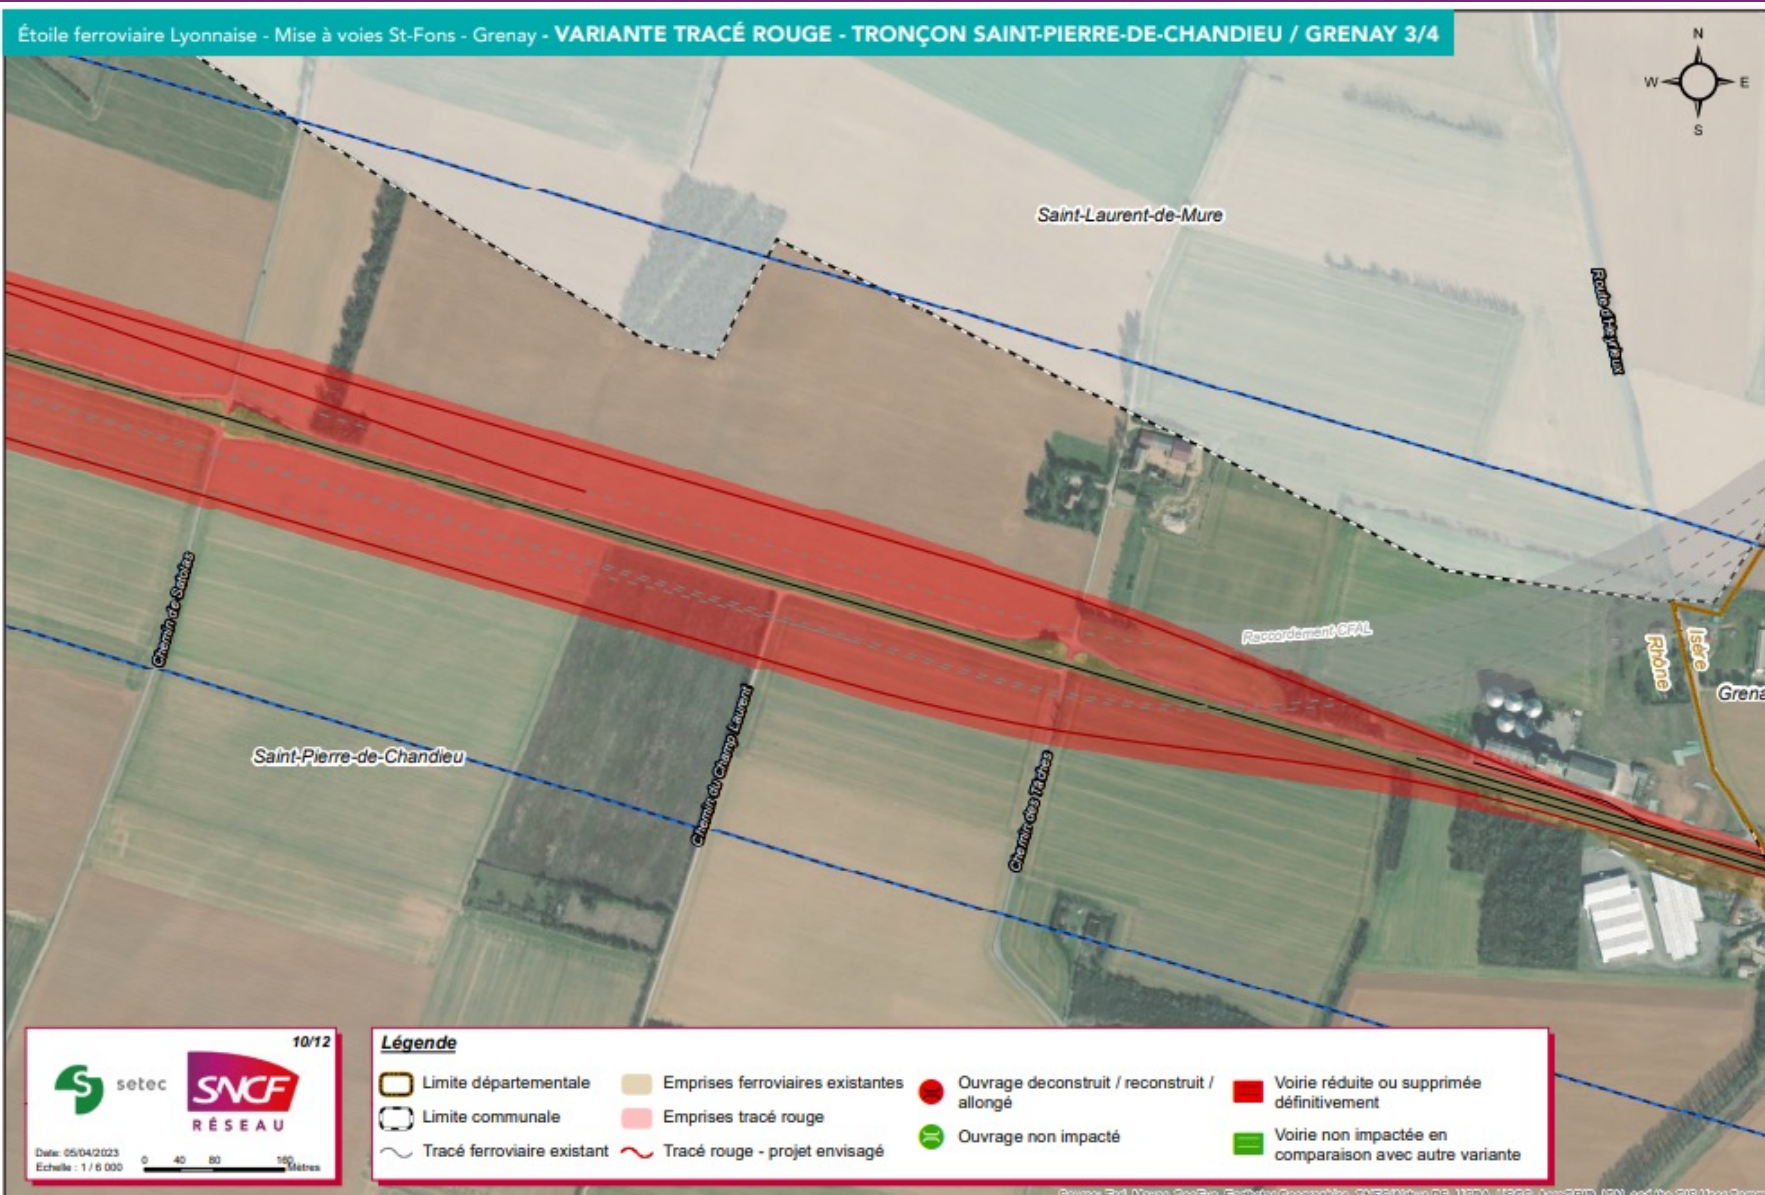 Étoile ferroviaire Lyonnaise - Mise à voies St-Fons - Grenay - VARIANTE TRACÉ ROUGE - TRONÇON SAINT-PIERRE-DE-CHANDIEU / GRENAY 3/4
N
W
E
S
Saint-Laurent-de-Mure
Route d'Heyrieux
Chemin de Satolas
Raccordement CFAL
Isère
Rhône
Grena
Saint-Pierre-de-Chandieu
Chemin du Champ Laurent
Chemin des Tâches
10/12
setec
SNCF
RÉSEAU
Date: 05/04/2023
Echelle : 1 / 6 000
0 40 80 160
Mètres
Légende
Limite départementale
Limite communale
Tracé ferroviaire existant
Emprises ferroviaires existantes
Emprises tracé rouge
Tracé rouge - projet envisagé
Ouvrage deconstruit / reconstruit /
allongé
Ouvrage non impacté
Voirie réduite ou supprimée
définitivement
Voirie non impactée en
comparaison avec autre variante